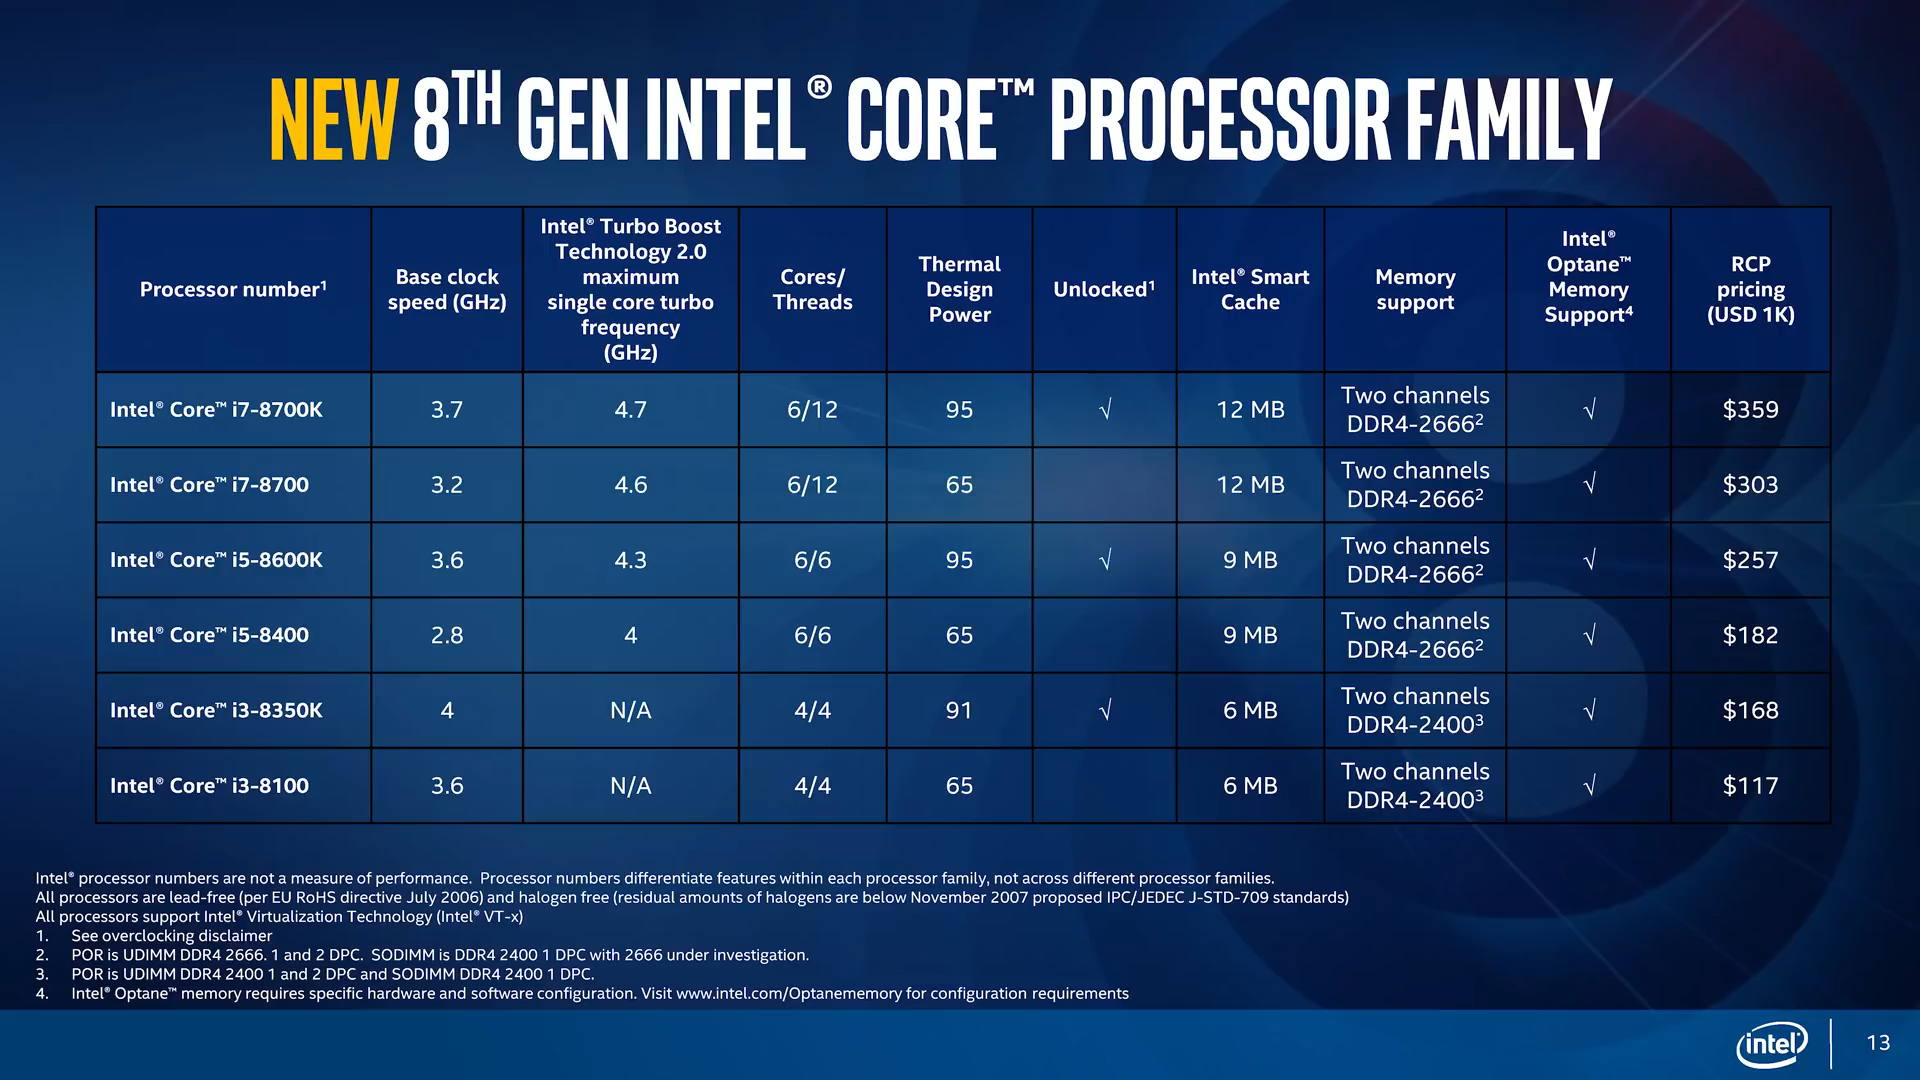 NEW 8TH GEN INTEL® CORE™ PROCESSOR FAMILY
Processor number¹
Base clock
speed (GHz)
Intel® Turbo Boost
Technology 2.0
maximum
single core turbo
frequency
(GHz)
Cores/
Threads
Thermal
Design
Power
Unlocked¹
Intel® Smart
Cache
Memory
support
Intel®
Optane™
Memory
Support⁴
RCP
pricing
(USD 1K)
Intel® Core™ i7-8700K 3.7 4.7 6/12 95 √ 12 MB Two channels DDR4-2666² √ $359
Intel® Core™ i7-8700 3.2 4.6 6/12 65 12 MB Two channels DDR4-2666² √ $303
Intel® Core™ i5-8600K 3.6 4.3 6/6 95 √ 9 MB Two channels DDR4-2666² √ $257
Intel® Core™ i5-8400 2.8 4 6/6 65 9 MB Two channels DDR4-2666² √ $182
Intel® Core™ i3-8350K 4 N/A 4/4 91 √ 6 MB Two channels DDR4-2400³ √ $168
Intel® Core™ i3-8100 3.6 N/A 4/4 65 6 MB Two channels DDR4-2400³ √ $117
Intel® processor numbers are not a measure of performance. Processor numbers differentiate features within each processor family, not across different processor families.
All processors are lead-free (per EU RoHS directive July 2006) and halogen free (residual amounts of halogens are below November 2007 proposed IPC/JEDEC J-STD-709 standards)
All processors support Intel® Virtualization Technology (Intel® VT-x)
1. See overclocking disclaimer
2. POR is UDIMM DDR4 2666. 1 and 2 DPC. SODIMM is DDR4 2400 1 DPC with 2666 under investigation.
3. POR is UDIMM DDR4 2400 1 and 2 DPC and SODIMM DDR4 2400 1 DPC.
4. Intel® Optane™ memory requires specific hardware and software configuration. Visit www.intel.com/Optanememory for configuration requirements
intel®
13